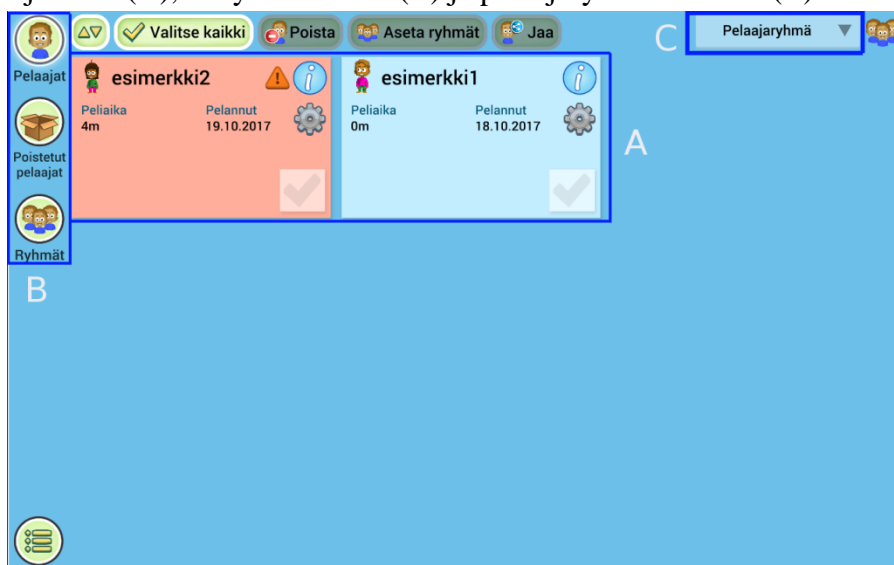 Valitse kaikki Poista Aseta ryhmät Jaa C Pelaajaryhmä
Pelaajat
esimerkki2 esimerkki1
Peliaika Pelannut Peliaika Pelannut
4m 19.10.2017 0m 18.10.2017
A
Poistetut
pelaajat
Ryhmät
B